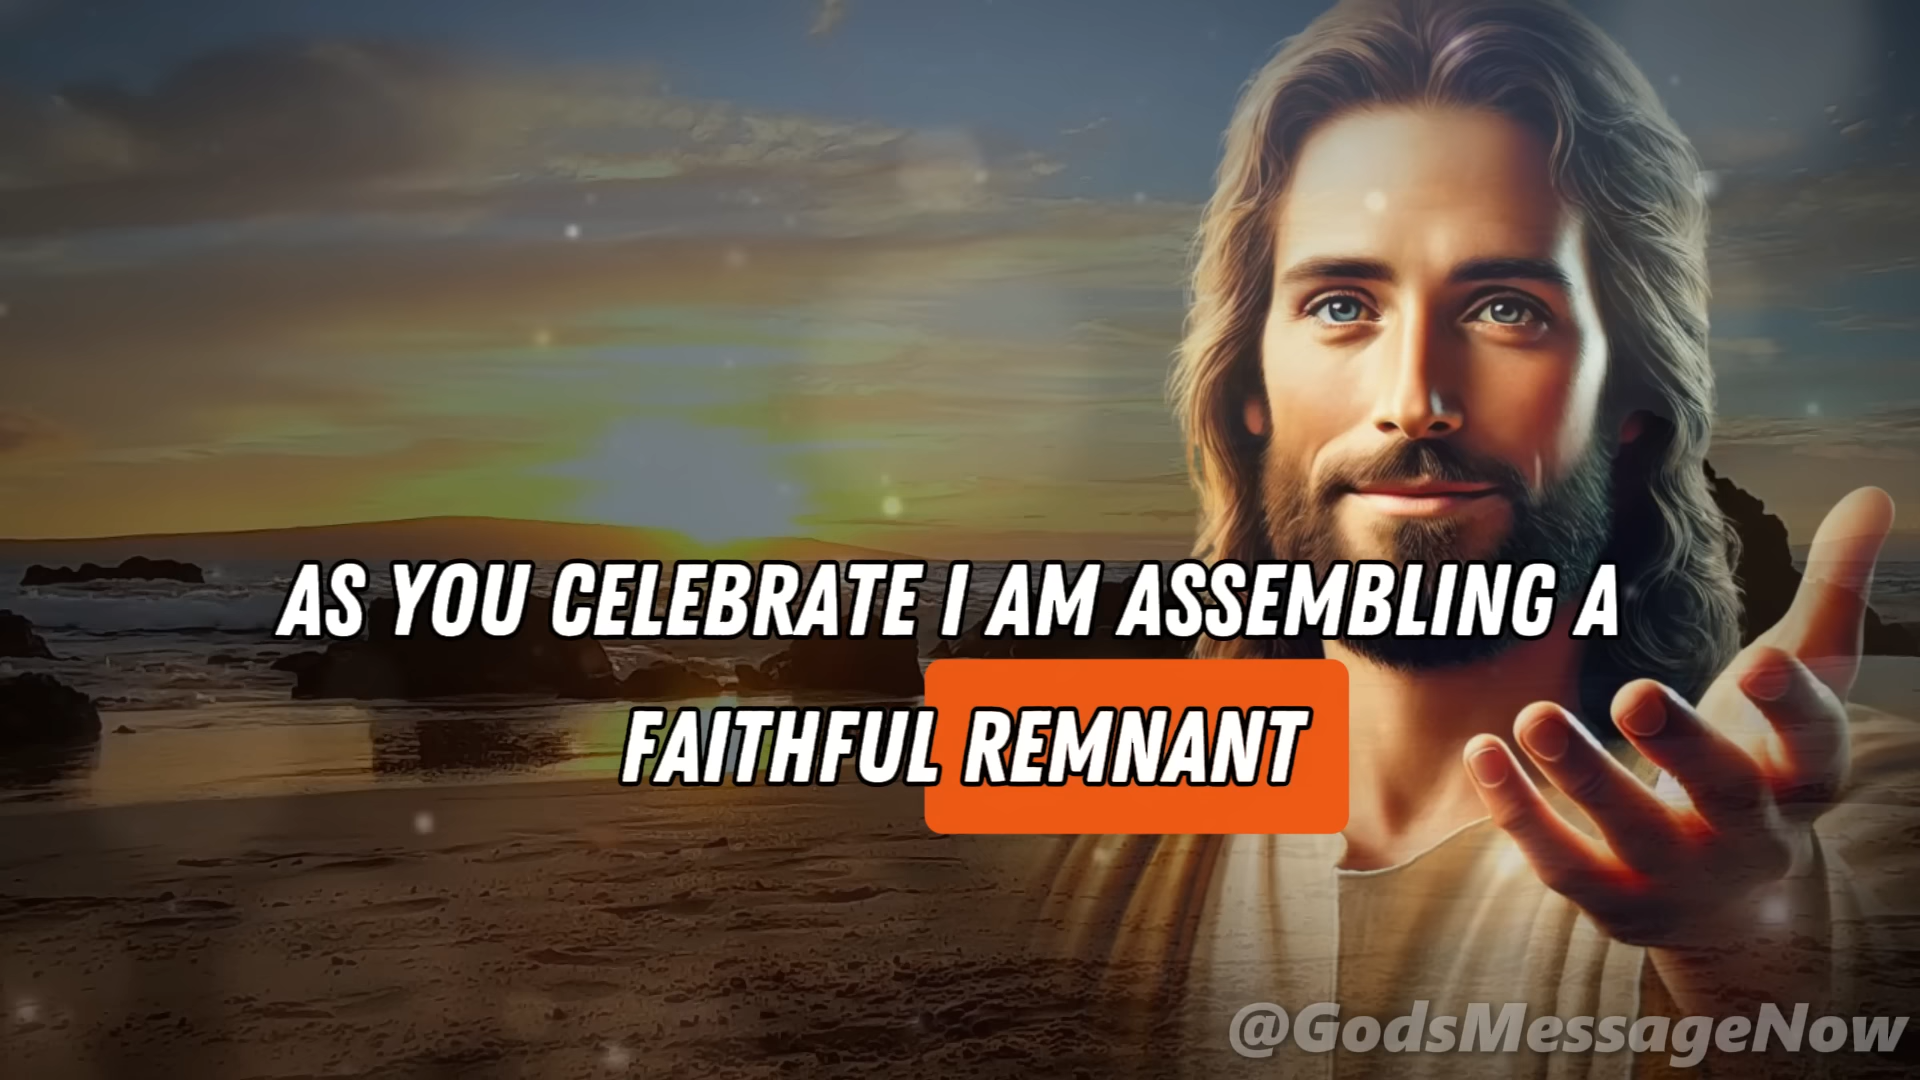 AS YOU CELEBRATE I AM ASSEMBLING A
FAITHFUL REMNANT
@GodsMessageNow